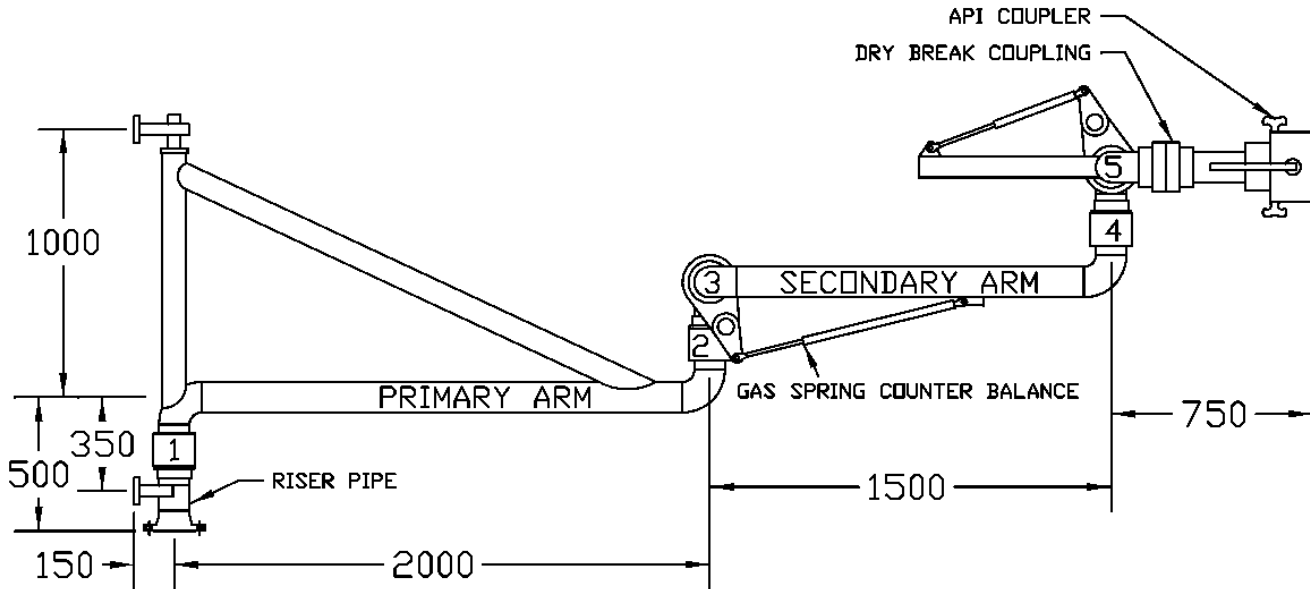 API COUPLER
DRY BREAK COUPLING
5
1000
4
3
SECONDARY ARM
2
GAS SPRING COUNTER BALANCE
PRIMARY ARM
750
350
1
500
RISER PIPE
1500
150
2000